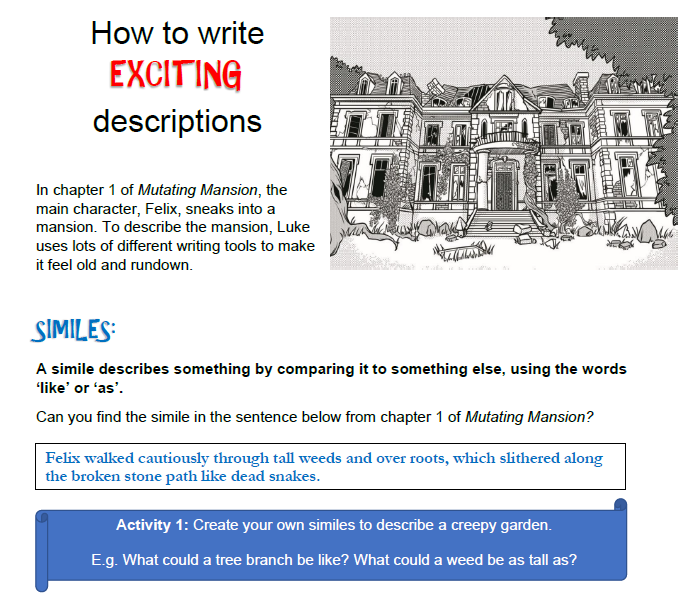 How to write
EXCITING
descriptions
In chapter 1 of Mutating Mansion, the
main character, Felix, sneaks into a
mansion. To describe the mansion, Luke
uses lots of different writing tools to make
it feel old and rundown.
SIMILES:
A simile describes something by comparing it to something else, using the words
‘like’ or ‘as’.
Can you find the simile in the sentence below from chapter 1 of Mutating Mansion?
Felix walked cautiously through tall weeds and over roots, which slithered along
the broken stone path like dead snakes.
Activity 1: Create your own similes to describe a creepy garden.
E.g. What could a tree branch be like? What could a weed be as tall as?